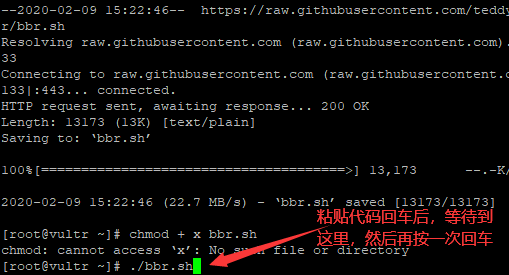 --2020-02-09 15:22:46--  https://raw.githubusercontent.com/teddy
r/bbr.sh
Resolving raw.githubusercontent.com (raw.githubusercontent.com).
33
Connecting to raw.githubusercontent.com (raw.githubusercontent.c
133|:443... connected.
HTTP request sent, awaiting response... 200 OK
Length: 13173 (13K) [text/plain]
Saving to: ‘bbr.sh’
100%[======================================>] 13,173      --.-K/
2020-02-09 15:22:46 (22.7 MB/s) - ‘bbr.sh’ saved [13173/13173]
粘贴代码回车后，等待到
这里，然后再按一次回车
[root@vultr ~]# chmod + x bbr.sh
chmod: cannot access ‘x’: No such file or directory
[root@vultr ~]# ./bbr.sh